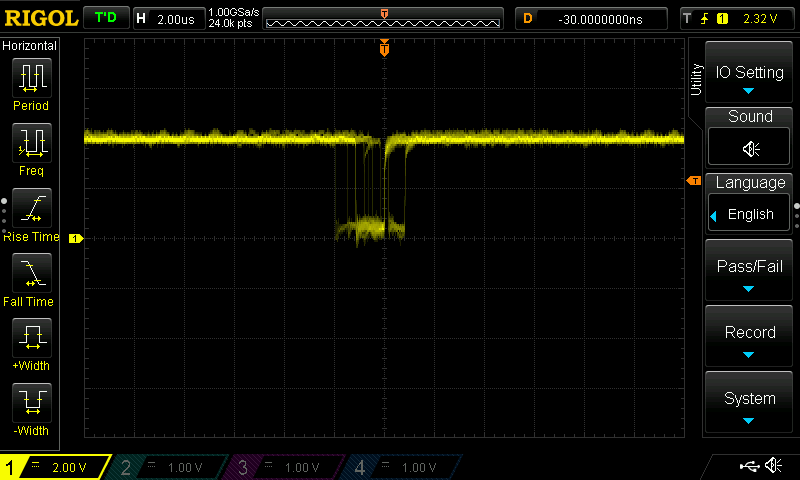 RIGOL T'D H 2.00us 1.00GSa/s
24.0k pts T D -30.0000000ns T 1 2.32 V
Horizontal
Period
Freq
Rise Time
Fall Time
+Width
-Width
T
T
1
Utility
IO Setting
Sound
Language
English
Pass/Fail
Record
System
1 2.00 V 2 1.00 V 3 1.00 V 4 1.00 V